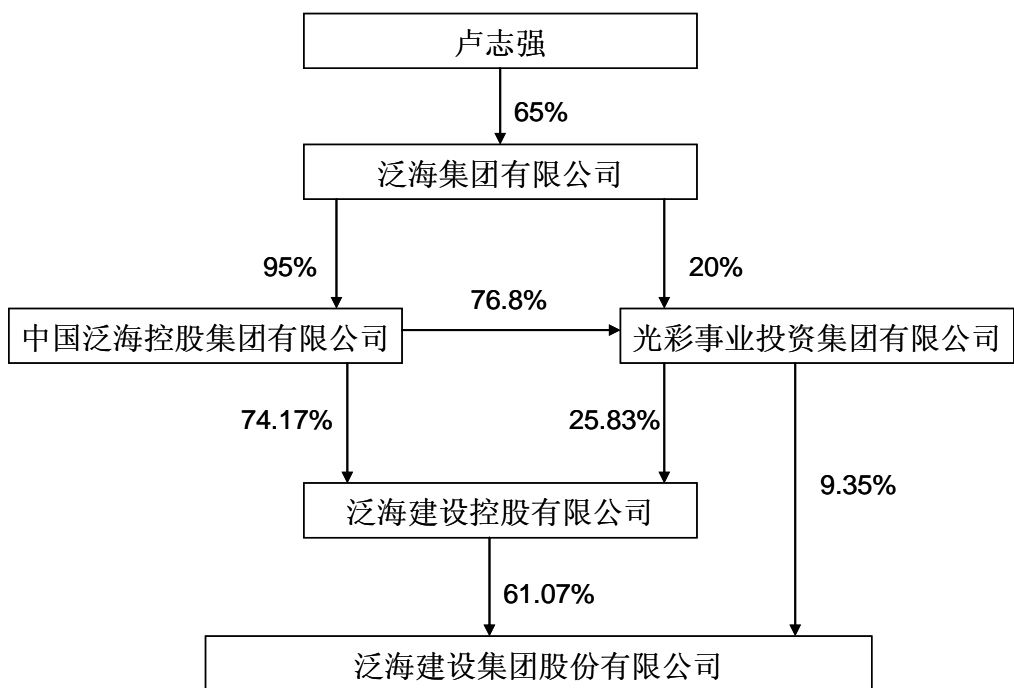 卢志强
65%
泛海集团有限公司
95%
20%
76.8%
中国泛海控股集团有限公司
光彩事业投资集团有限公司
74.17%
25.83%
9.35%
泛海建设控股有限公司
61.07%
泛海建设集团股份有限公司